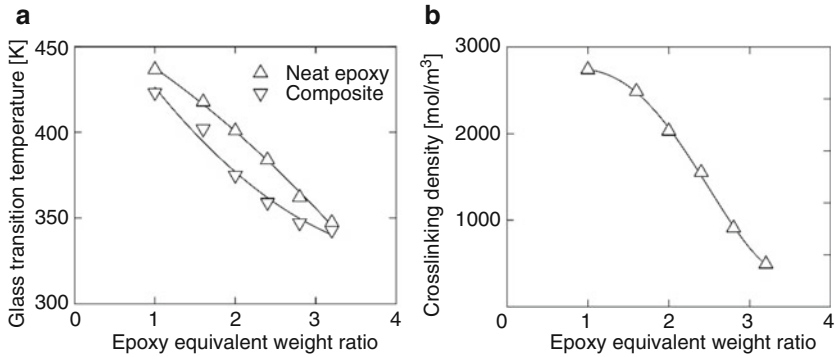 a
450
400
350
300
0
1
2
3
4
Glass transition temperature [K]
Epoxy equivalent weight ratio
Neat epoxy
Composite
b
3000
2000
1000
0
1
2
3
4
Crosslinking density [mol/m³]
Epoxy equivalent weight ratio